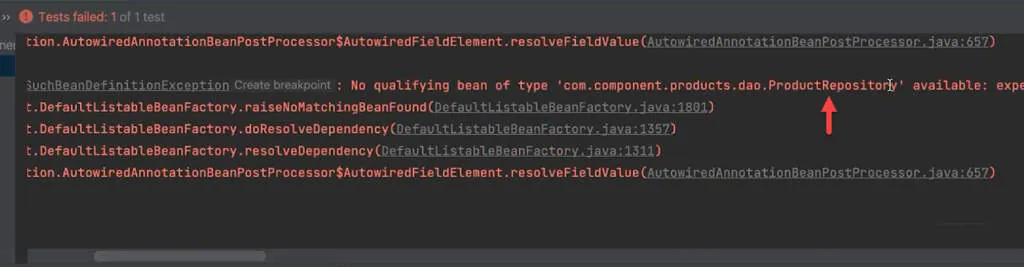 ›› Tests failed: 1 of 1 test
tion.AutowiredAnnotationBeanPostProcessor$AutowiredFieldElement.resolveFieldValue(AutowiredAnnotationBeanPostProcessor.java:657)
SuchBeanDefinitionException Create breakpoint : No qualifying bean of type 'com.component.products.dao.ProductRepository' available: expe
t.DefaultListableBeanFactory.raiseNoMatchingBeanFound(DefaultListableBeanFactory.java:1801)
t.DefaultListableBeanFactory.doResolveDependency(DefaultListableBeanFactory.java:1357)
t.DefaultListableBeanFactory.resolveDependency(DefaultListableBeanFactory.java:1311)
tion.AutowiredAnnotationBeanPostProcessor$AutowiredFieldElement.resolveFieldValue(AutowiredAnnotationBeanPostProcessor.java:657)